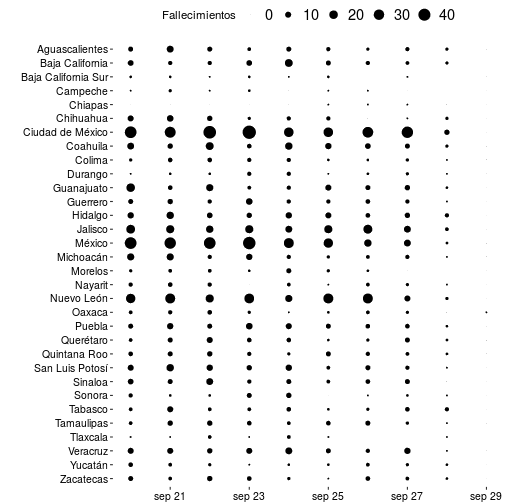 Fallecimientos 0 10 20 30 40
Aguascalientes
Baja California
Baja California Sur
Campeche
Chiapas
Chihuahua
Ciudad de México
Coahuila
Colima
Durango
Guanajuato
Guerrero
Hidalgo
Jalisco
México
Michoacán
Morelos
Nayarit
Nuevo León
Oaxaca
Puebla
Querétaro
Quintana Roo
San Luis Potosí
Sinaloa
Sonora
Tabasco
Tamaulipas
Tlaxcala
Veracruz
Yucatán
Zacatecas
sep 21 sep 23 sep 25 sep 27 sep 29